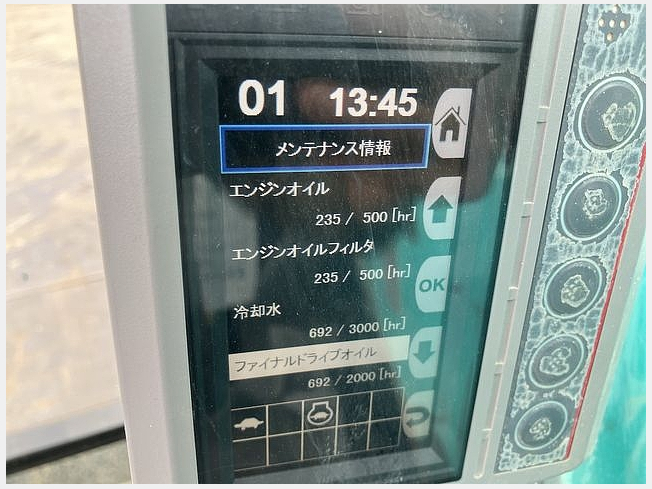 01 13:45
メンテナンス情報
エンジンオイル
235 / 500 [hr]
エンジンオイルフィルタ
235 / 500 [hr]
OK
冷却水
692 / 3000 [hr]
ファイナルドライブオイル
692 / 2000 [hr]